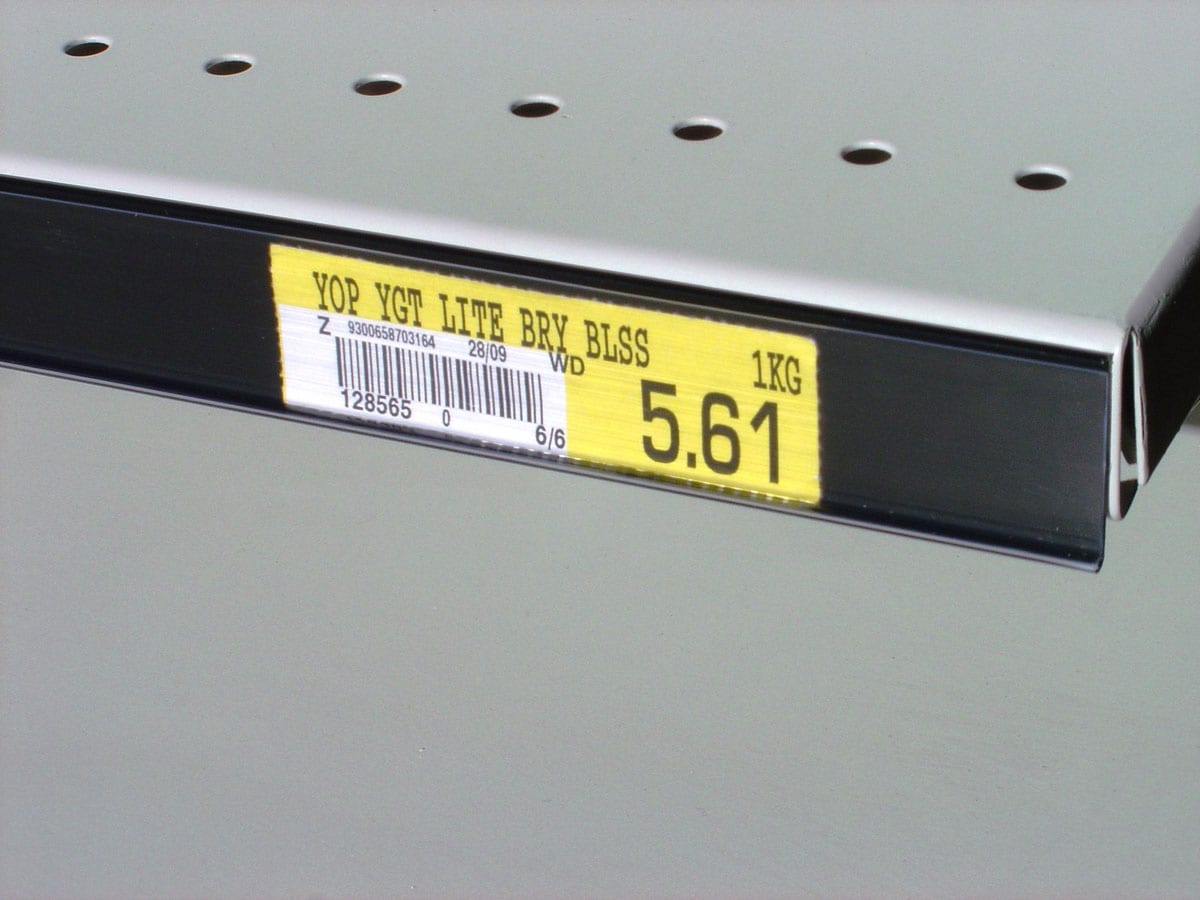 YOP YGT LITE BRY BLSS
Z 9300658703164 28/09 WD
1KG
128565 0 6/6
5.61